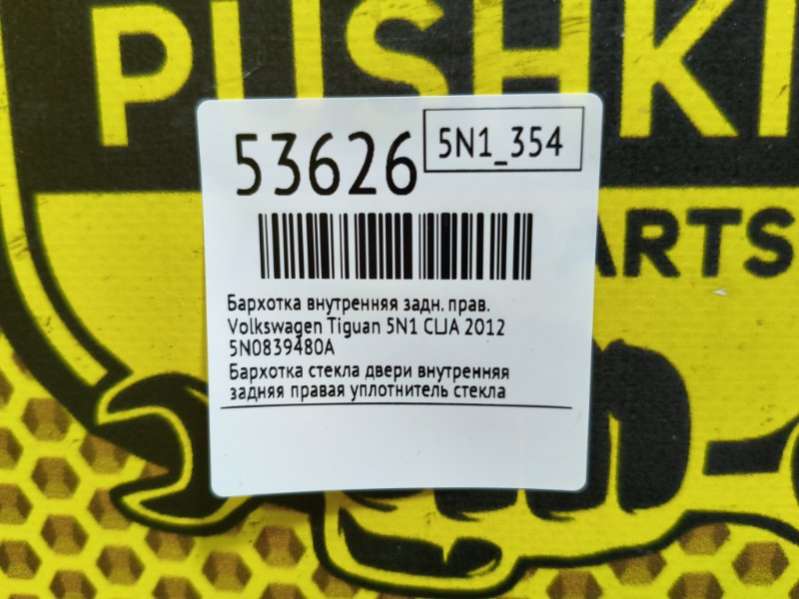 PUSHKI
ARTS
53626
5N1_354
Бархотка внутренняя задн. прав.
Volkswagen Tiguan 5N1 CLJA 2012
5N0839480A
Бархотка стекла двери внутренняя
задняя правая уплотнитель стекла